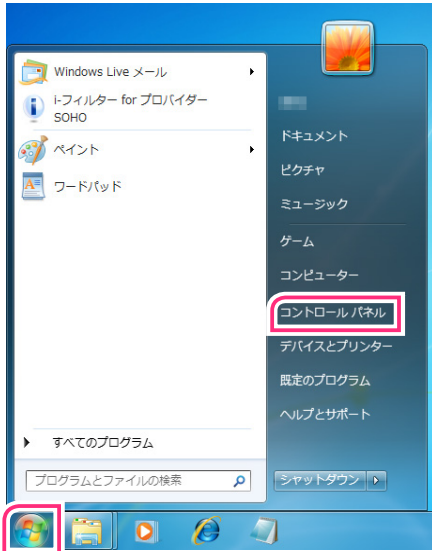 Windows Live メール
i-フィルター for プロバイダー
SOHO
ペイント
ワードパッド
すべてのプログラム
プログラムとファイルの検索
ドキュメント
ピクチャ
ミュージック
ゲーム
コンピューター
コントロール パネル
デバイスとプリンター
既定のプログラム
ヘルプとサポート
シャットダウン